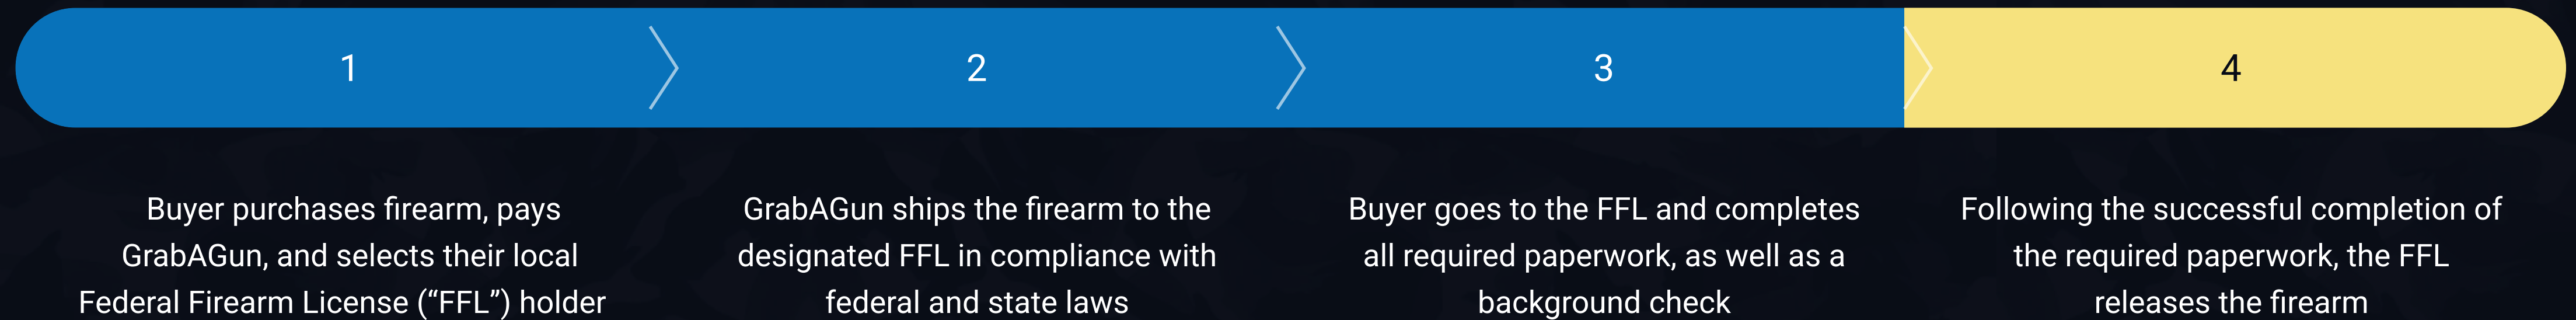 1
2
3
4
Buyer purchases firearm, pays
GrabAGun, and selects their local
Federal Firearm License (“FFL”) holder
GrabAGun ships the firearm to the
designated FFL in compliance with
federal and state laws
Buyer goes to the FFL and completes
all required paperwork, as well as a
background check
Following the successful completion of
the required paperwork, the FFL
releases the firearm